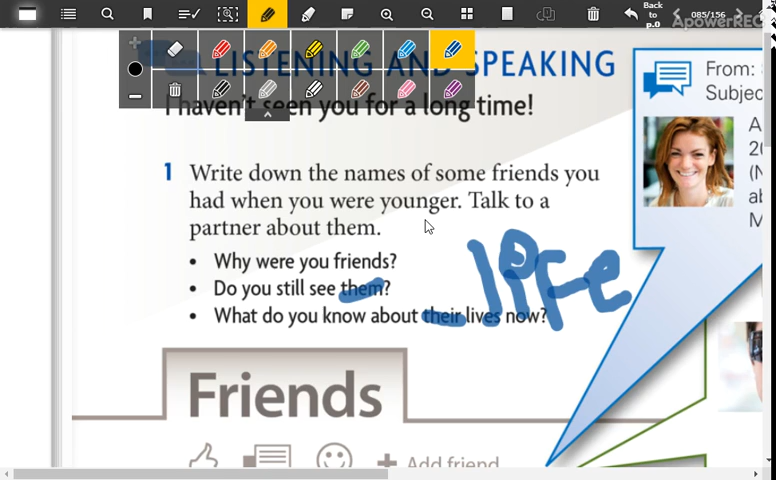 Back
to
p.0
085/156
ApowerREC
LISTENING AND SPEAKING
I haven't seen you for a long time!
From:
Subjec
1 Write down the names of some friends you
had when you were younger. Talk to a
partner about them.
• Why were you friends?
• Do you still see them?
• What do you know about their lives now?
life
A
20
(N
ab
M
Friends
+ Add friend